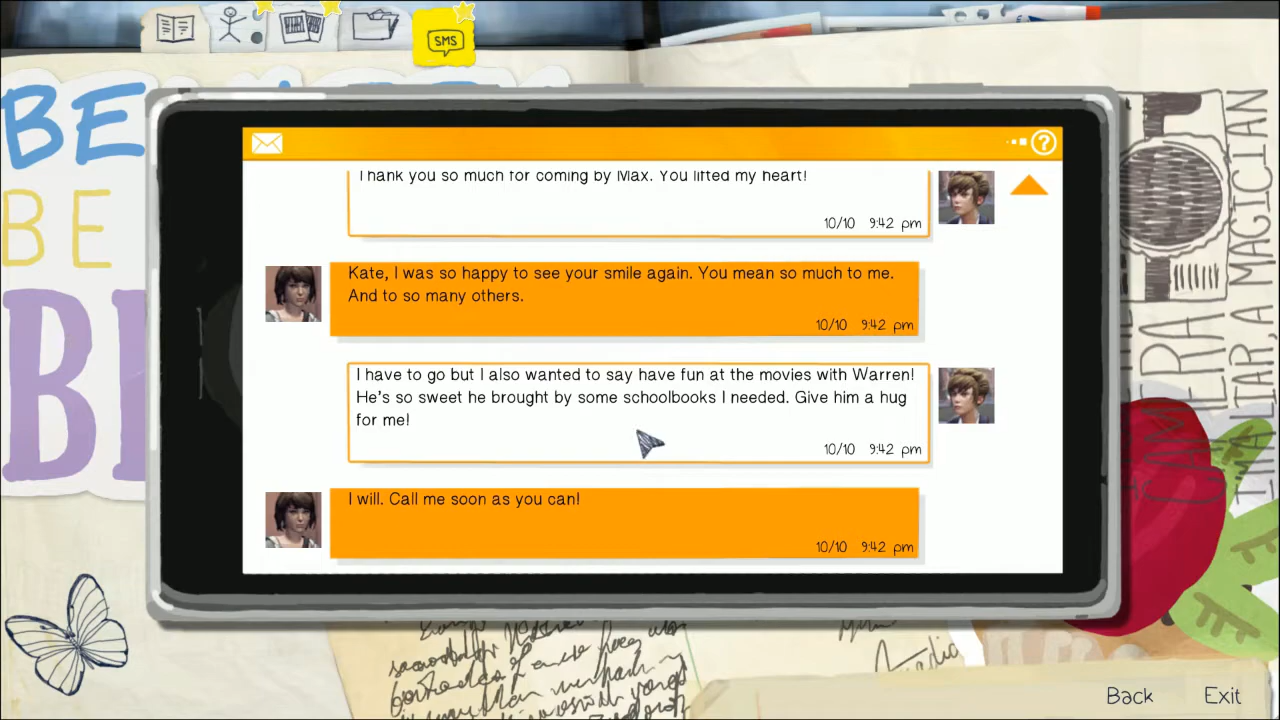 SMS
BE
BE
Thank you so much for coming by Max. You lifted my heart!
10/10 9:42 pm
Kate, I was so happy to see your smile again. You mean so much to me.
And to so many others.
10/10 9:42 pm
I have to go but I also wanted to say have fun at the movies with Warren!
He's so sweet he brought by some schoolbooks I needed. Give him a hug
for me!
10/10 9:42 pm
I will. Call me soon as you can!
10/10 9:42 pm
?
CAMERA
LIAR, A MAGICIAN
Back
Exit